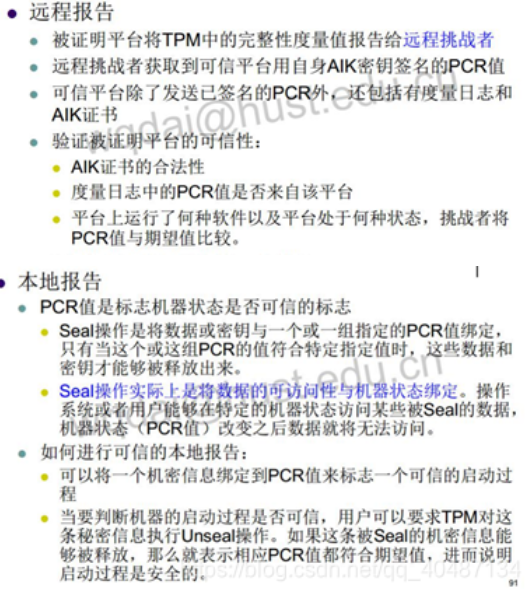 远程报告
被证明平台将TPM中的完整性度量值报告给远程挑战者
远程挑战者获取到可信平台用自身AIK密钥签名的PCR值
可信平台除了发送已签名的PCR外，还包括有度量日志和
AIK证书
验证被证明平台的可信性：
AIK证书的合法性
度量日志中的PCR值是否来自该平台
平台上运行了何种软件以及平台处于何种状态，挑战者将
PCR值与期望值比较。
本地报告
PCR值是标志机器状态是否可信的标志
Seal操作是将数据或密钥与一个或一组指定的PCR值绑定，
只有当这个或这组PCR的值符合特定指定值时，这些数据和
密钥才能够被释放出来。
Seal操作实际上是将数据的可访问性与机器状态绑定。操作
系统或者用户能够在特定的机器状态访问某些被Seal的数据，
机器状态（PCR值）改变之后数据就将无法访问。
如何进行可信的本地报告：
可以将一个机密信息绑定到PCR值来标志一个可信的启动过
程
当要判断机器的启动过程是否可信，用户可以要求TPM对这
条秘密信息执行Unseal操作。如果这条被Seal的机密信息能
够被释放，那么就表示相应PCR值都符合期望值，进而说明
启动过程是安全的。
wqdai@hust.edu.cn
https://blog.csdn.net/qq_40487134
91